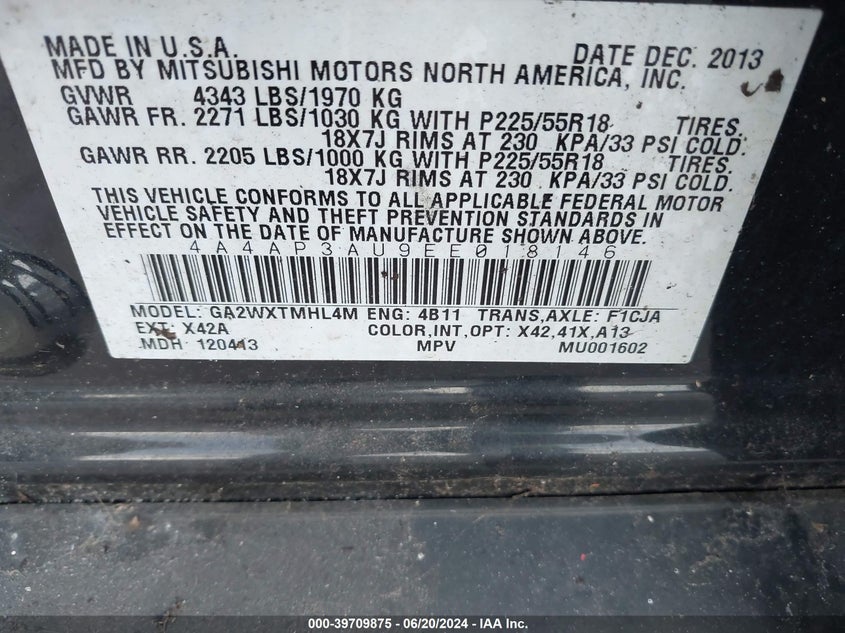 MADE IN U.S.A. DATE DEC. 2013
MFD BY MITSUBISHI MOTORS NORTH AMERICA, INC.
GVWR 4343 LBS/1970 KG
GAWR FR. 2271 LBS/1030 KG WITH P225/55R18 TIRES.
18X7J RIMS AT 230 KPA/33 PSI COLD.
GAWR RR. 2205 LBS/1000 KG WITH P225/55R18 TIRES.
18X7J RIMS AT 230 KPA/33 PSI COLD.
THIS VEHICLE CONFORMS TO ALL APPLICABLE FEDERAL MOTOR
VEHICLE SAFETY AND THEFT PREVENTION STANDARDS IN
EFFECT ON THE DATE OF MANUFACTURE SHOWN ABOVE.
4A4AP3AU9EE018146
MODEL: GA2WXTMHL4M ENG: 4B11 TRANS,AXLE: F1CJA
EXT: X42A COLOR,INT,OPT: X42,41X,A13
MDH 120413 MPV MU001602
000-39709875 - 06/20/2024 - IAA Inc.